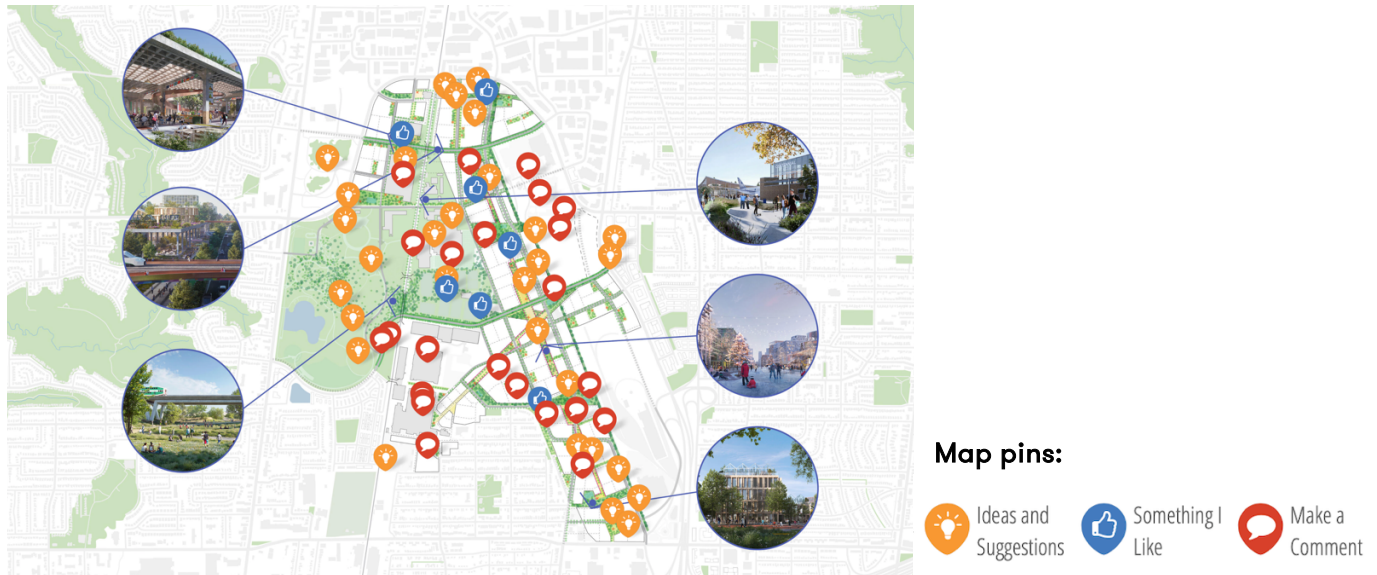 Map pins:
Ideas and
Suggestions
Something I
Like
Make a
Comment